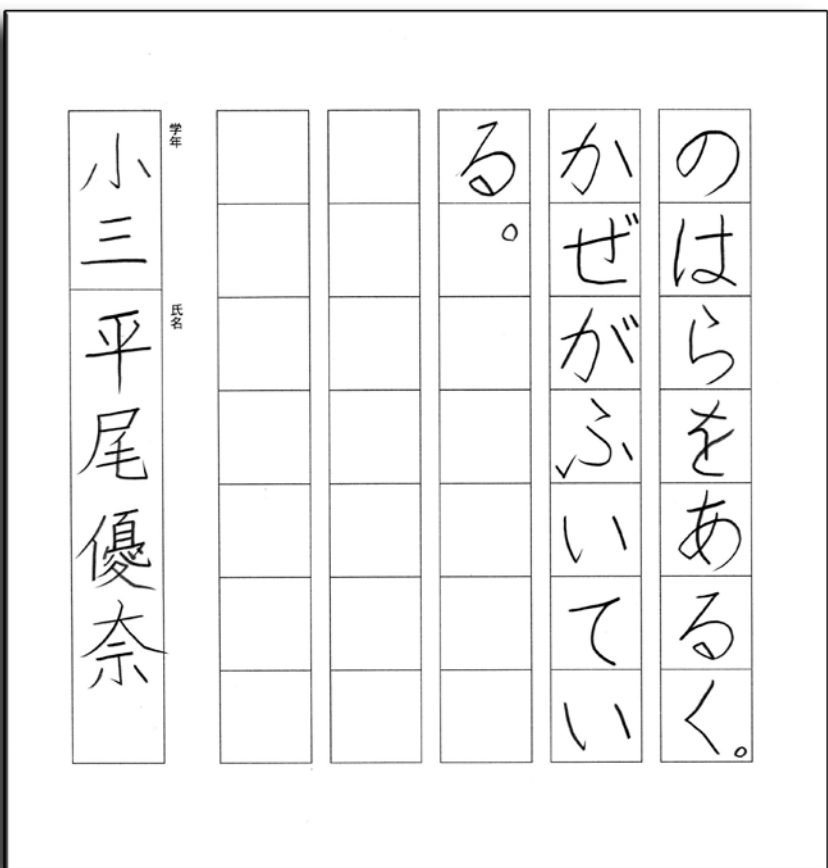 のはらをあるく。
かぜがふいてい
る。
学年
小三
氏名
平尾優奈